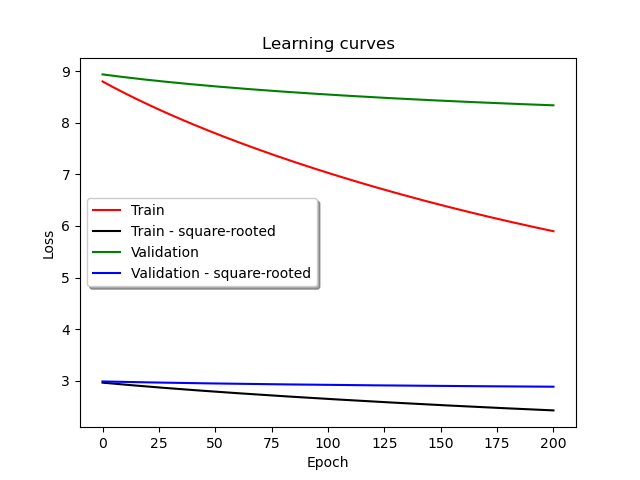 Learning curves
9
8
7
6
5
4
3
Loss
Train
Train - square-rooted
Validation
Validation - square-rooted
0 25 50 75 100 125 150 175 200
Epoch